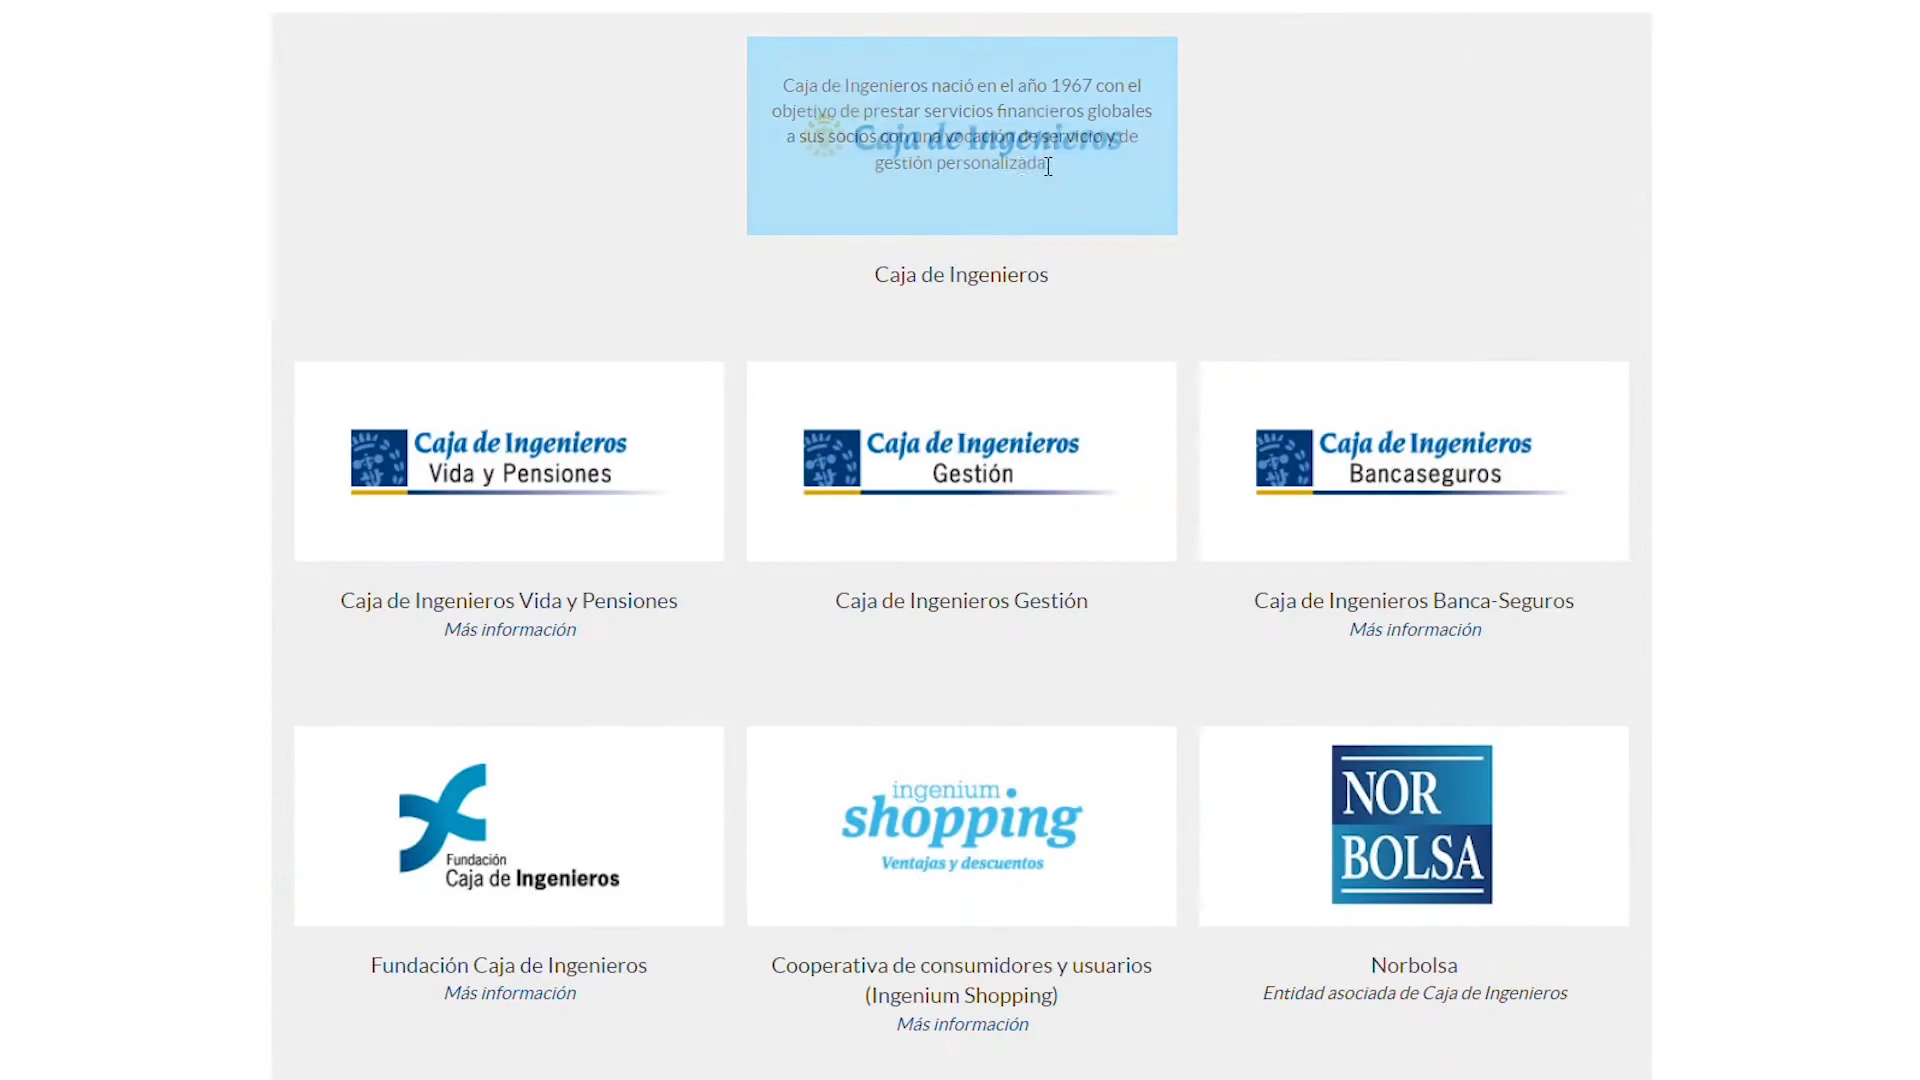 Caja de Ingenieros nació en el año 1967 con el
objetivo de prestar servicios financieros globales
a sus socios con una vocación de servicio y de
gestión personalizada
Caja de Ingenieros
Caja de Ingenieros
Caja de Ingenieros
Vida y Pensiones
Caja de Ingenieros
Gestión
Caja de Ingenieros
Bancaseguros
Caja de Ingenieros Vida y Pensiones
Más información
Caja de Ingenieros Gestión
Caja de Ingenieros Banca-Seguros
Más información
Fundación
Caja de Ingenieros
ingenium
shopping
Ventajas y descuentos
NOR
BOLSA
Fundación Caja de Ingenieros
Más información
Cooperativa de consumidores y usuarios
(Ingenium Shopping)
Más información
Norbolsa
Entidad asociada de Caja de Ingenieros